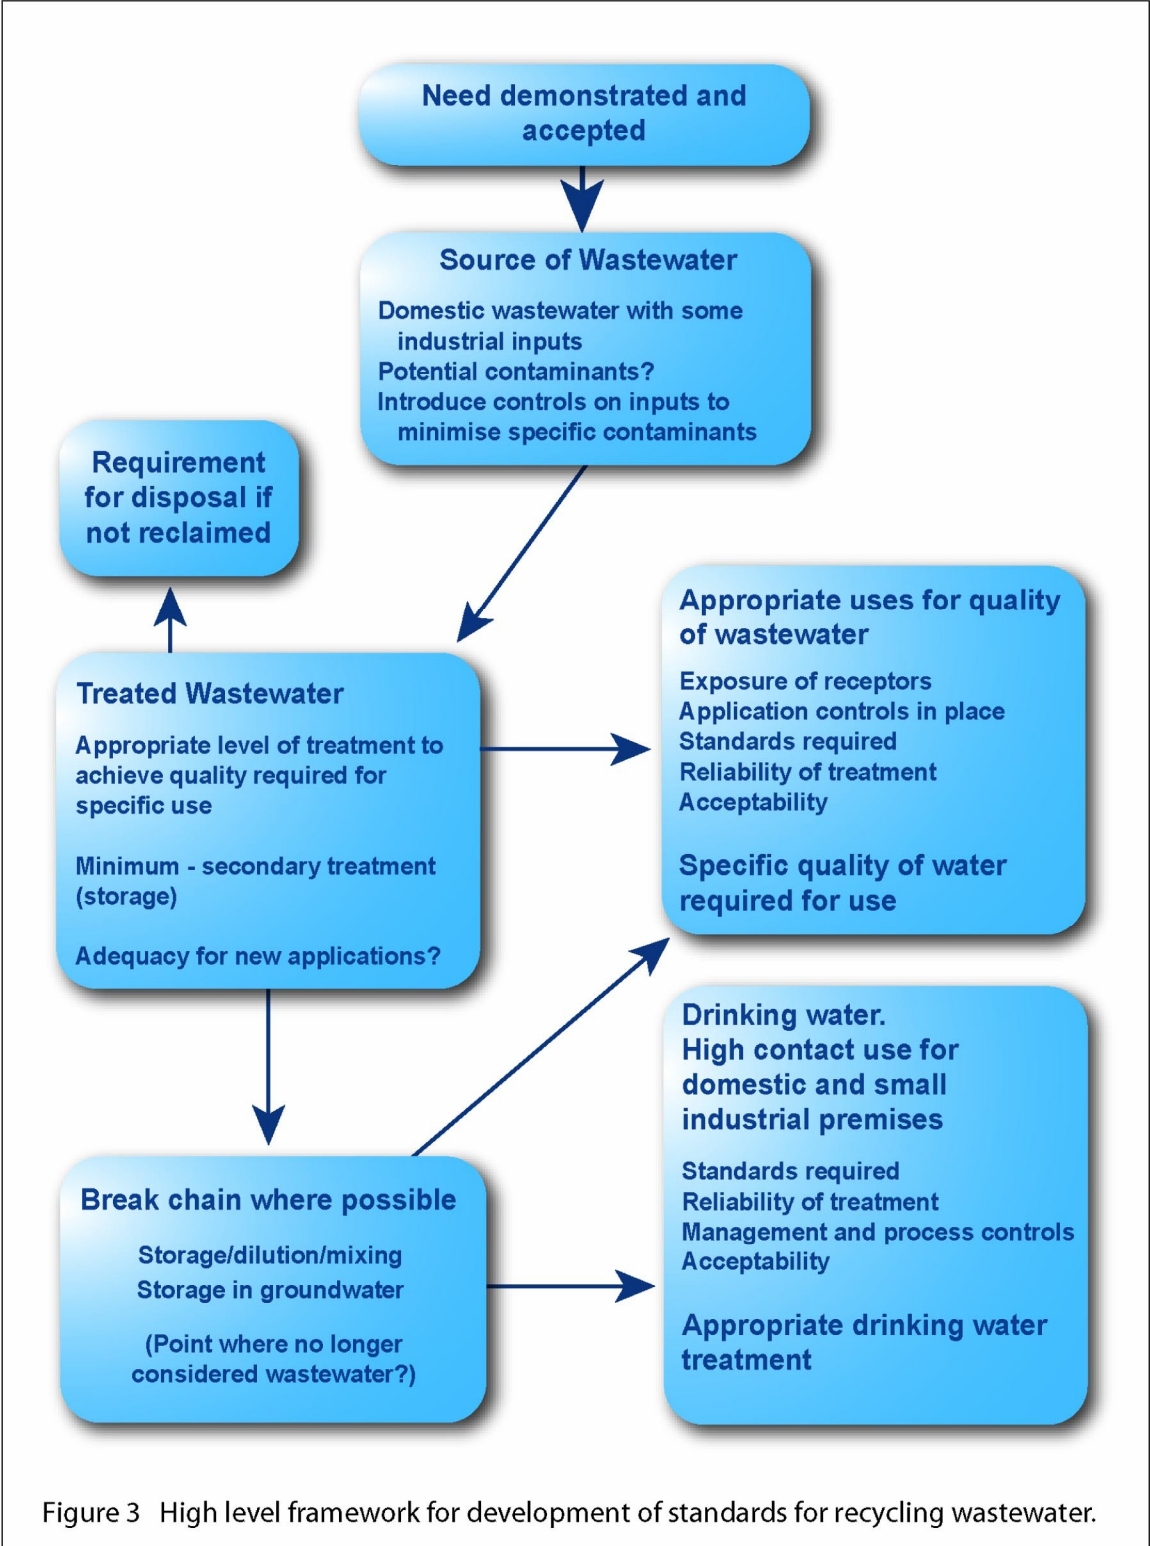 Need demonstrated and
accepted
Source of Wastewater
Domestic wastewater with some
industrial inputs
Potential contaminants?
Introduce controls on inputs to
minimise specific contaminants
Requirement
for disposal if
not reclaimed
Treated Wastewater
Appropriate level of treatment to
achieve quality required for
specific use
Minimum - secondary treatment
(storage)
Adequacy for new applications?
Appropriate uses for quality
of wastewater
Exposure of receptors
Application controls in place
Standards required
Reliability of treatment
Acceptability
Specific quality of water
required for use
Break chain where possible
Storage/dilution/mixing
Storage in groundwater
(Point where no longer
considered wastewater?)
Drinking water.
High contact use for
domestic and small
industrial premises
Standards required
Reliability of treatment
Management and process controls
Acceptability
Appropriate drinking water
treatment
Figure 3 High level framework for development of standards for recycling wastewater.